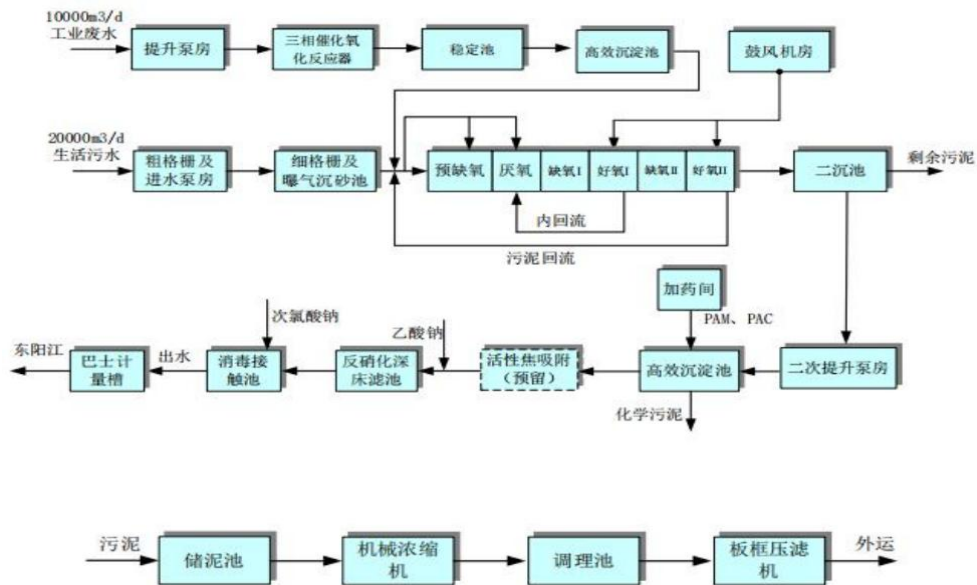 10000m3/d
工业废水
提升泵房
三相催化氧
化反应器
稳定池
高效沉淀池
鼓风机房
20000m3/d
生活污水
粗格栅及
进水泵房
细格栅及
曝气沉砂池
预缺氧
厌氧
缺氧I
好氧I
缺氧II
好氧II
二沉池
剩余污泥
内回流
污泥回流
加药间
PAM、PAC
次氯酸钠
乙酸钠
东阳江
巴士计
量槽
出水
消毒接
触池
反硝化深
床滤池
活性焦吸附
（预留）
高效沉淀池
二次提升泵房
化学污泥
污泥
储泥池
机械浓缩
机
调理池
板框压滤
机
外运